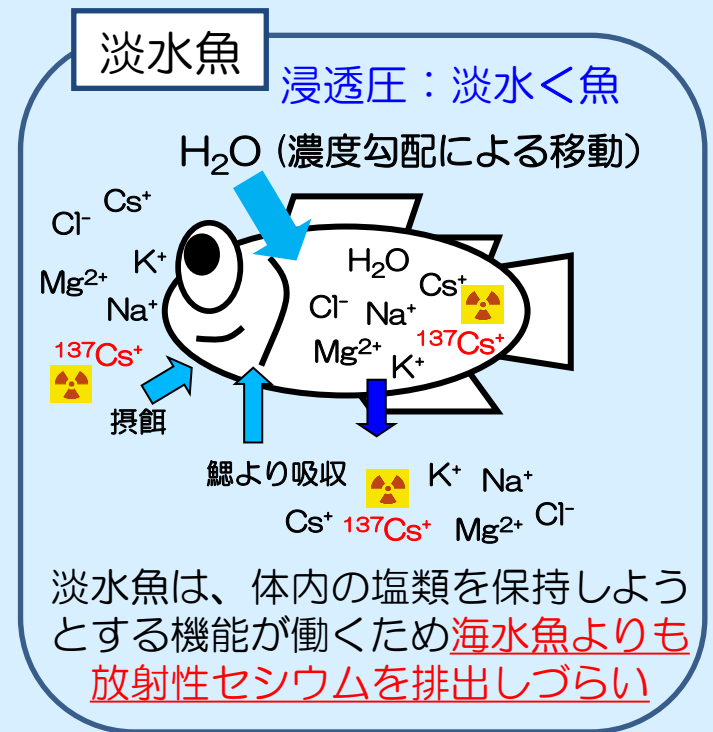 淡水魚
浸透圧：淡水＜魚
H₂O（濃度勾配による移動）
Cs⁺
Cl⁻
K⁺
Mg²⁺
Na⁺
¹³⁷Cs⁺
摂餌
H₂O
Cs⁺
Cl⁻ Na⁺
¹³⁷Cs⁺
Mg²⁺
K⁺
鰓より吸収
K⁺ Na⁺
Cs⁺ ¹³⁷Cs⁺ Mg²⁺ Cl⁻
淡水魚は、体内の塩類を保持しよう
とする機能が働くため海水魚よりも
放射性セシウムを排出しづらい